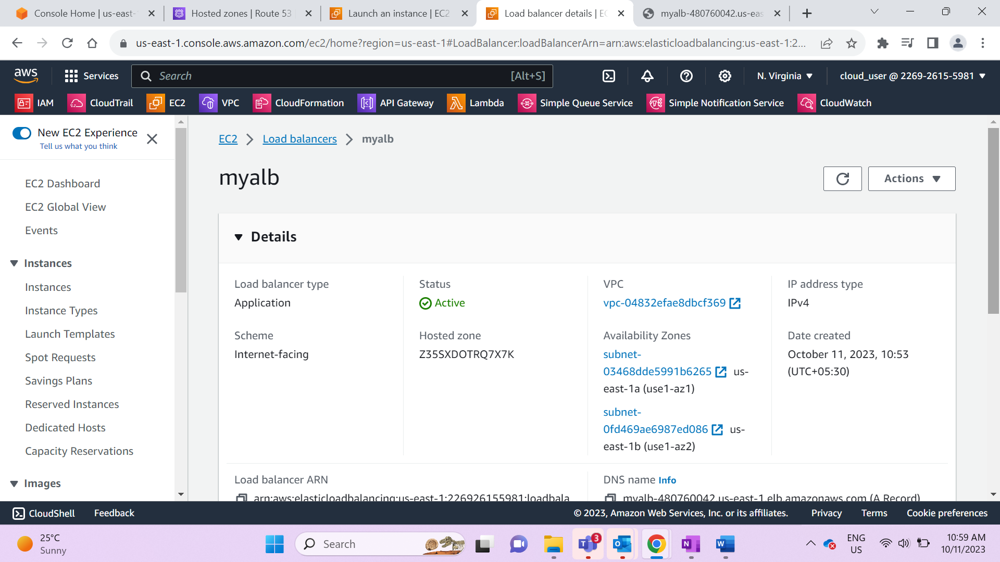 Console Home | us-east-
Hosted zones | Route 53
Launch an instance | EC2
Load balancer details | EC
myalb-480760042.us-eas
us-east-1.console.aws.amazon.com/ec2/home?region=us-east-1#LoadBalancer:loadBalancerArn=arn:aws:elasticloadbalancing:us-east-1:2...
aws
Services
Search
[Alt+S]
N. Virginia
cloud_user @ 2269-2615-5981
IAM
CloudTrail
EC2
VPC
CloudFormation
API Gateway
Lambda
Simple Queue Service
Simple Notification Service
CloudWatch
New EC2 Experience
Tell us what you think
EC2 Dashboard
EC2 Global View
Events
Instances
Instances
Instance Types
Launch Templates
Spot Requests
Savings Plans
Reserved Instances
Dedicated Hosts
Capacity Reservations
Images
EC2
Load balancers
myalb
myalb
Actions
Details
Load balancer type
Application
Status
Active
VPC
vpc-04832efae8dbcf369
IP address type
IPv4
Scheme
Internet-facing
Hosted zone
Z35SXDOTRQ7X7K
Availability Zones
subnet-
03468dde5991b6265 us-
east-1a (use1-az1)
subnet-
0fd469ae6987ed086 us-
east-1b (use1-az2)
Date created
October 11, 2023, 10:53
(UTC+05:30)
Load balancer ARN
arn:aws:elasticloadbalancing:us-east-1:226926155981:loadbala
DNS name Info
myalb-480760042.us-east-1.elb.amazonaws.com (A Record)
CloudShell
Feedback
© 2023, Amazon Web Services, Inc. or its affiliates.
Privacy
Terms
Cookie preferences
25°C
Sunny
Search
3
ENG
US
10:59 AM
10/11/2023